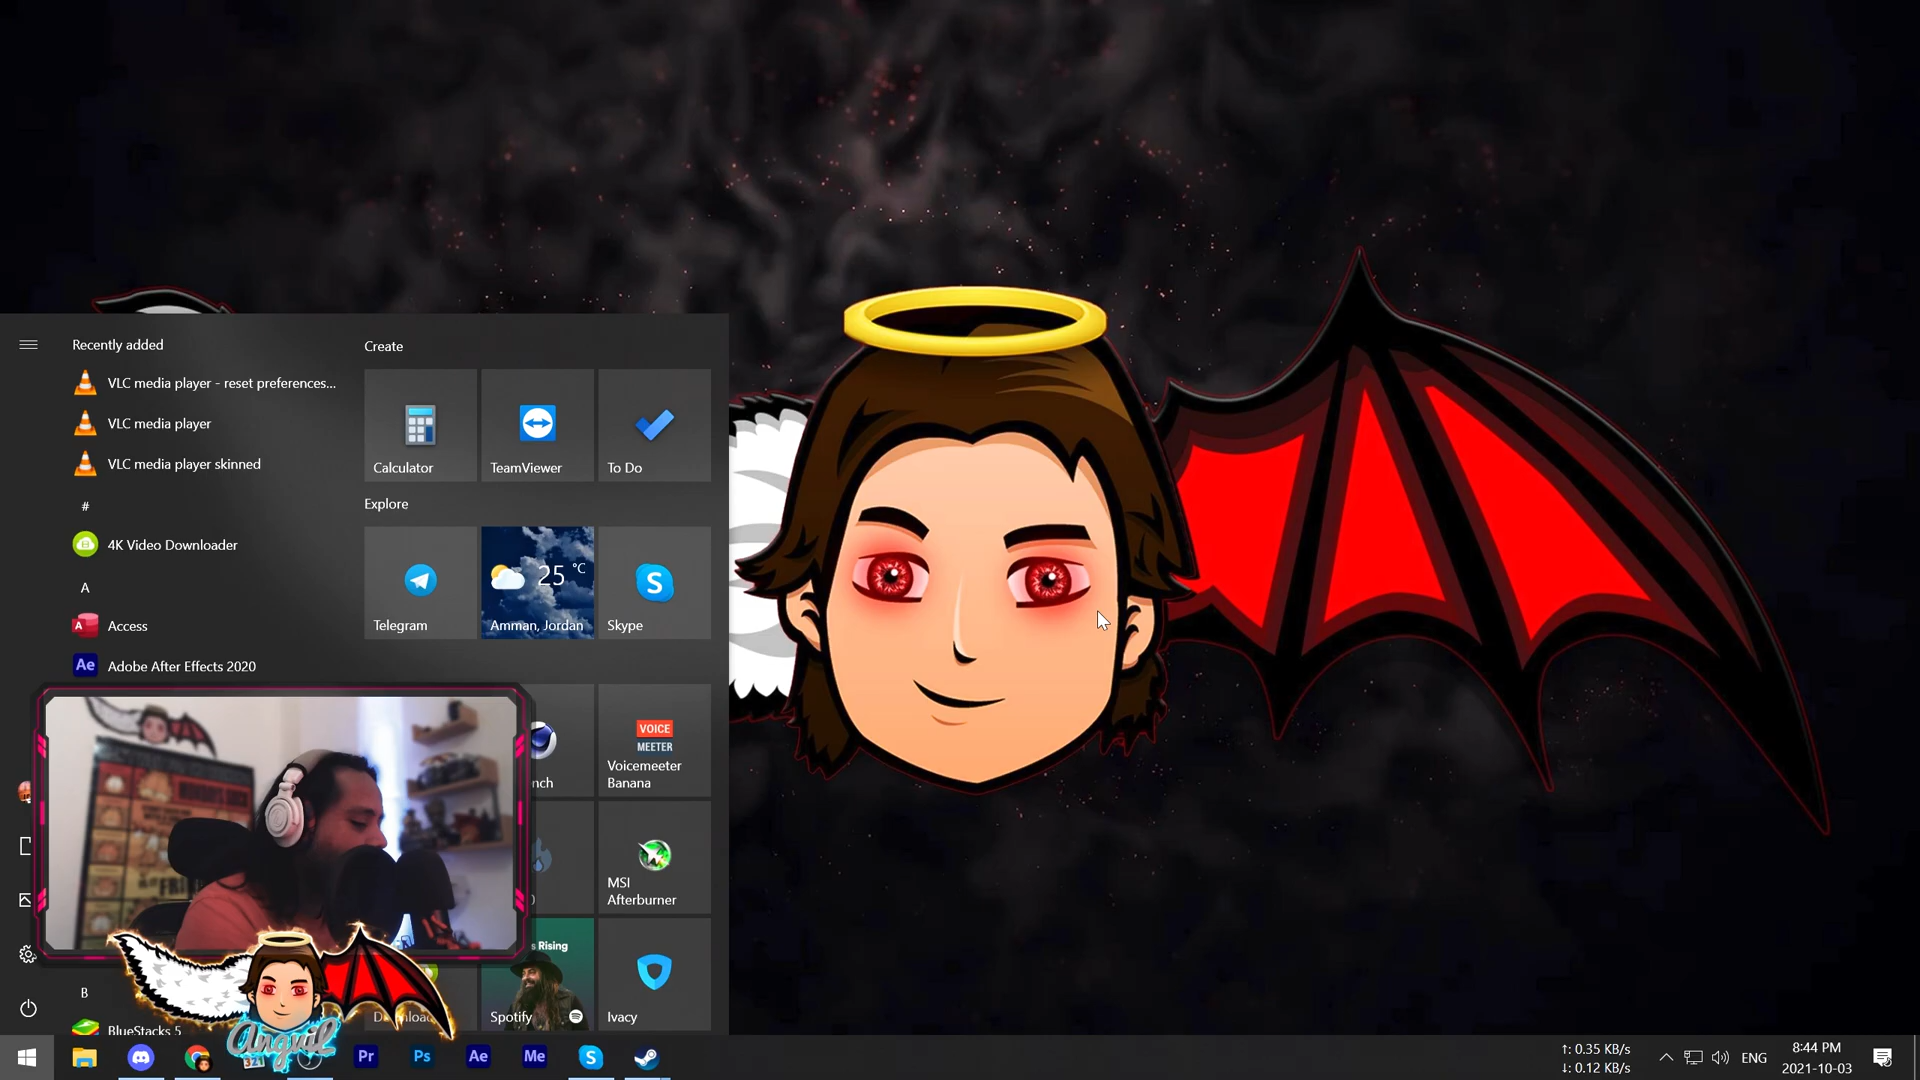 Recently added
VLC media player - reset preferences...
VLC media player
VLC media player skinned
#
4K Video Downloader
A
Access
Ae
Adobe After Effects 2020
B
BlueStacks 5
Create
Calculator
TeamViewer
To Do
Explore
Telegram
25 °C
Amman, Jordan
S
Skype
VOICE
MEETER
Voicemeeter
Banana
MSI
Afterburner
Rising
Spotify
Ivacy
Angvil
Pr
Ps
Ae
Me
S
↑: 0.35 KB/s
↓: 0.12 KB/s
ENG
8:44 PM
2021-10-03